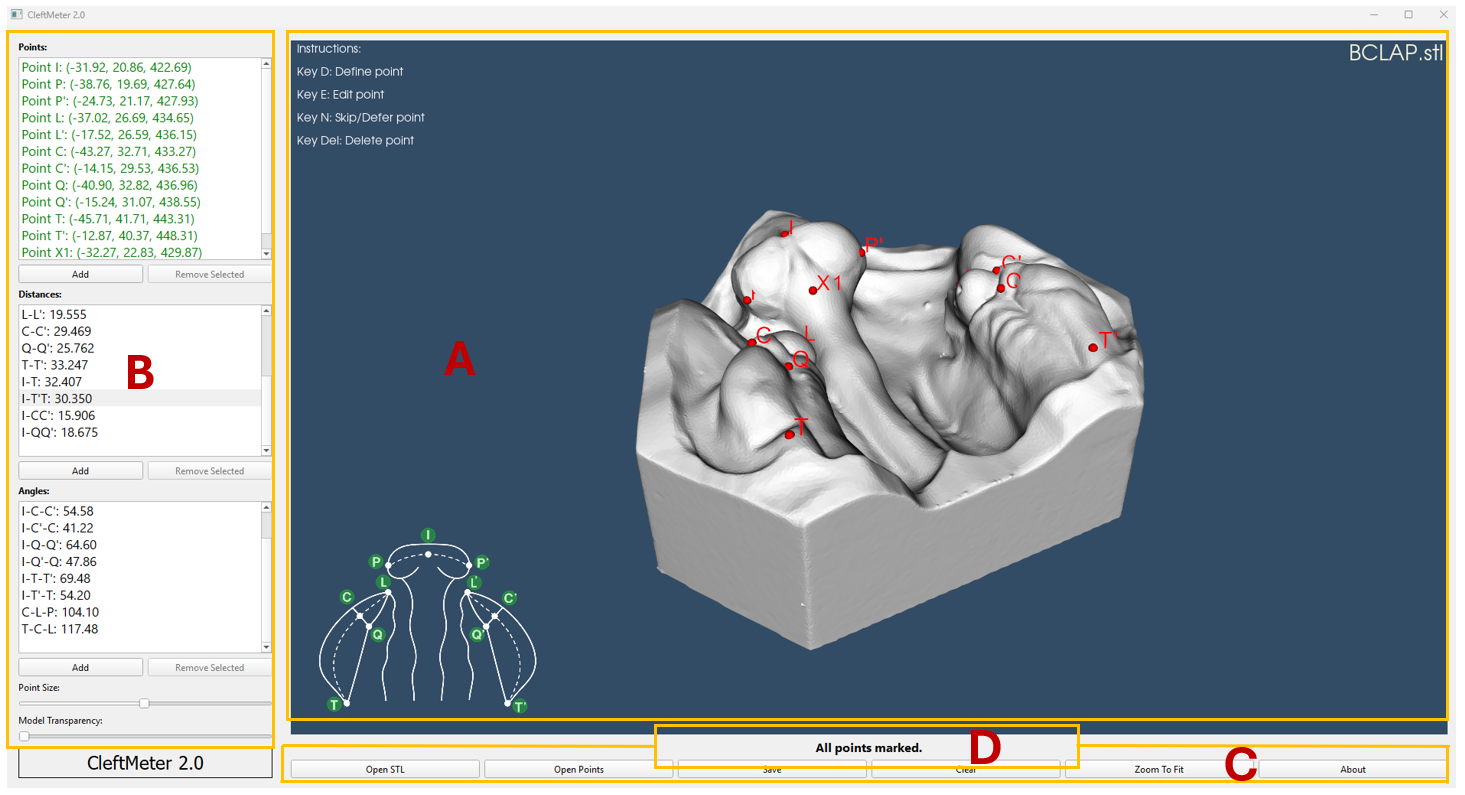 CleftMeter 2.0
Points:
Point I: (-31.92, 20.86, 422.69)
Point P: (-38.76, 19.69, 427.64)
Point P': (-24.73, 21.17, 427.93)
Point L: (-37.02, 26.69, 434.65)
Point L': (-17.52, 26.59, 436.15)
Point C: (-43.27, 32.71, 433.27)
Point C': (-14.15, 29.53, 436.53)
Point Q: (-40.90, 32.82, 436.96)
Point Q': (-15.24, 31.07, 438.55)
Point T: (-45.71, 41.71, 443.31)
Point T': (-12.87, 40.37, 448.31)
Point X1: (-32.27, 22.83, 429.87)
Add
Remove Selected
Distances:
L-L': 19.555
C-C': 29.469
Q-Q': 25.762
T-T': 33.247
I-T: 32.407
I-T'T: 30.350
I-CC': 15.906
I-QQ': 18.675
B
Add
Remove Selected
Angles:
I-C-C': 54.58
I-C'-C: 41.22
I-Q-Q': 64.60
I-Q'-Q: 47.86
I-T-T': 69.48
I-T'-T: 54.20
C-L-P: 104.10
T-C-L: 117.48
Add
Remove Selected
Point Size:
Model Transparency:
CleftMeter 2.0
Instructions:
Key D: Define point
Key E: Edit point
Key N: Skip/Defer point
Key Del: Delete point
BCLAP.stl
A
I
P'
X1
C'
C
L
Q
T'
T
I
P
P'
L
L'
C
C'
Q
Q'
T
T'
All points marked.
D
Open STL
Open Points
Save
Clear
Zoom To Fit
C
About